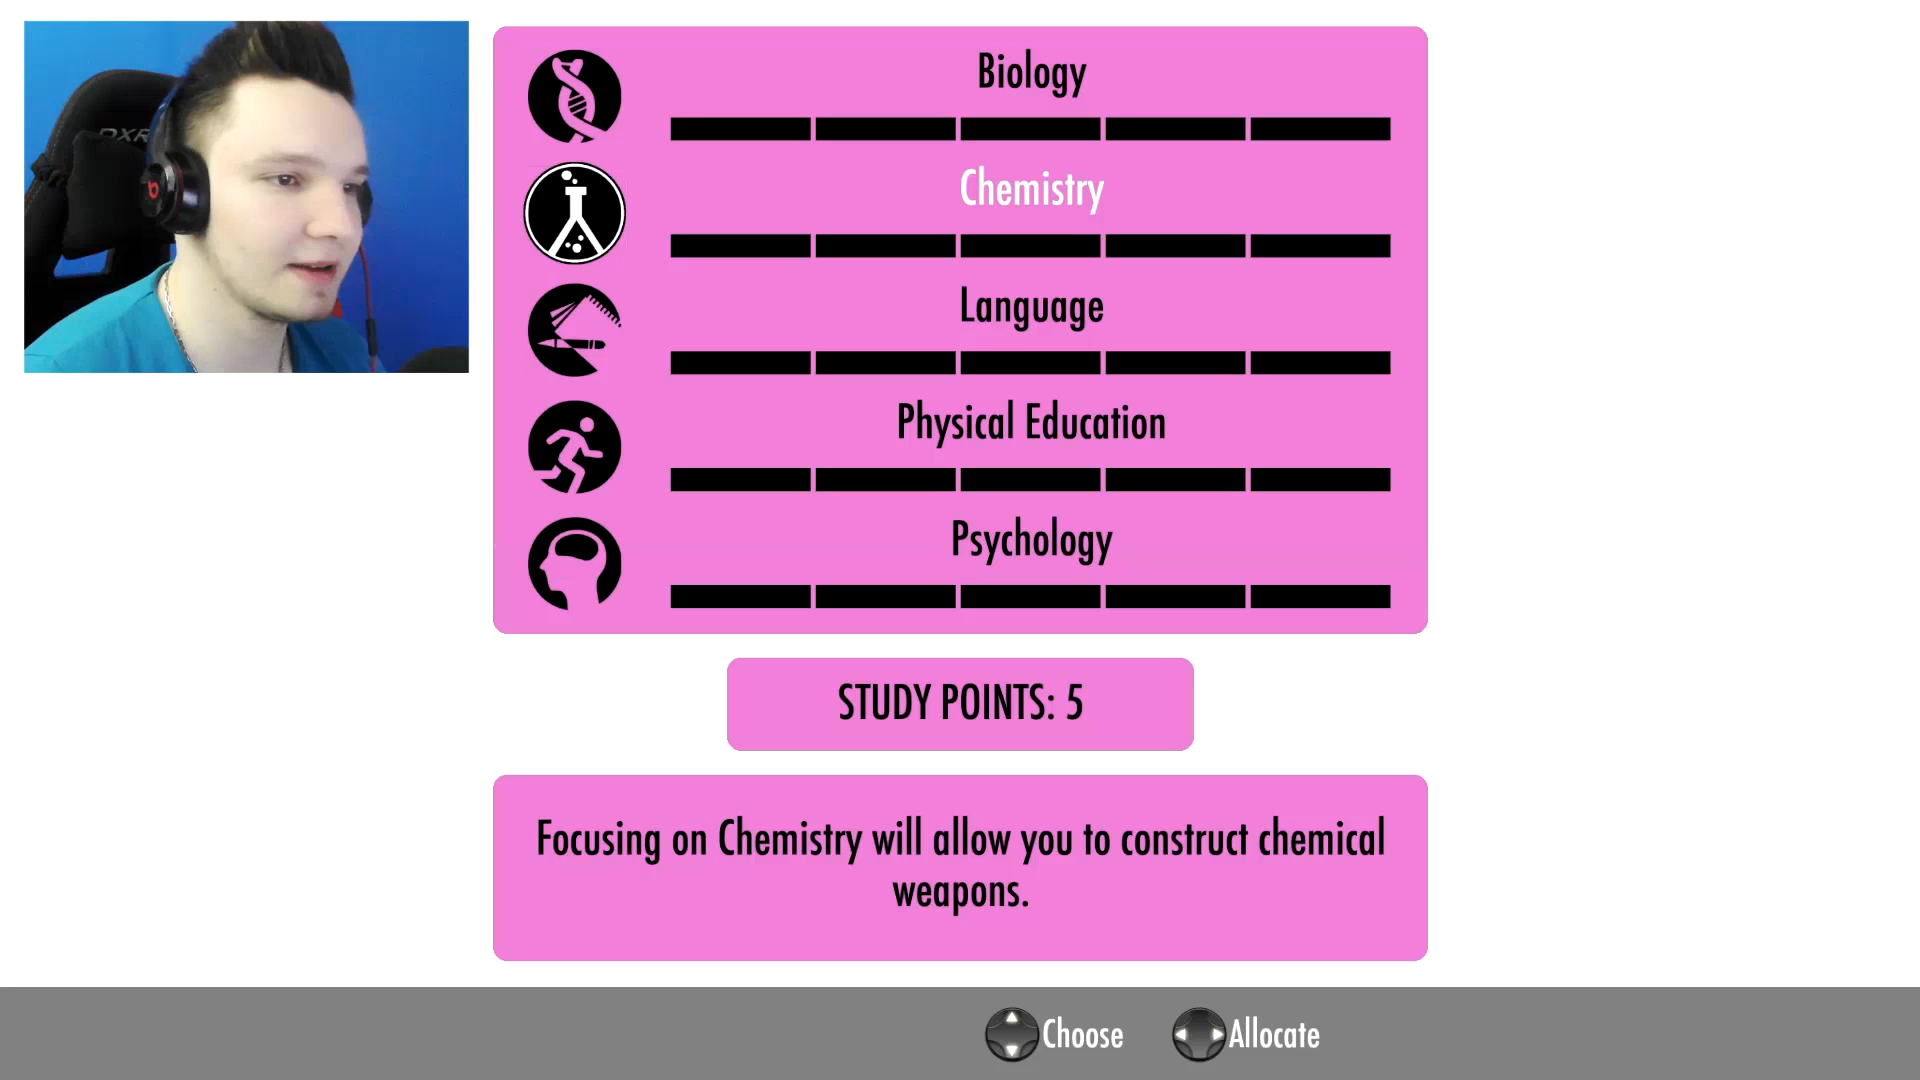 Biology
Chemistry
Language
Physical Education
Psychology
STUDY POINTS: 5
Focusing on Chemistry will allow you to construct chemical
weapons.
Choose
Allocate